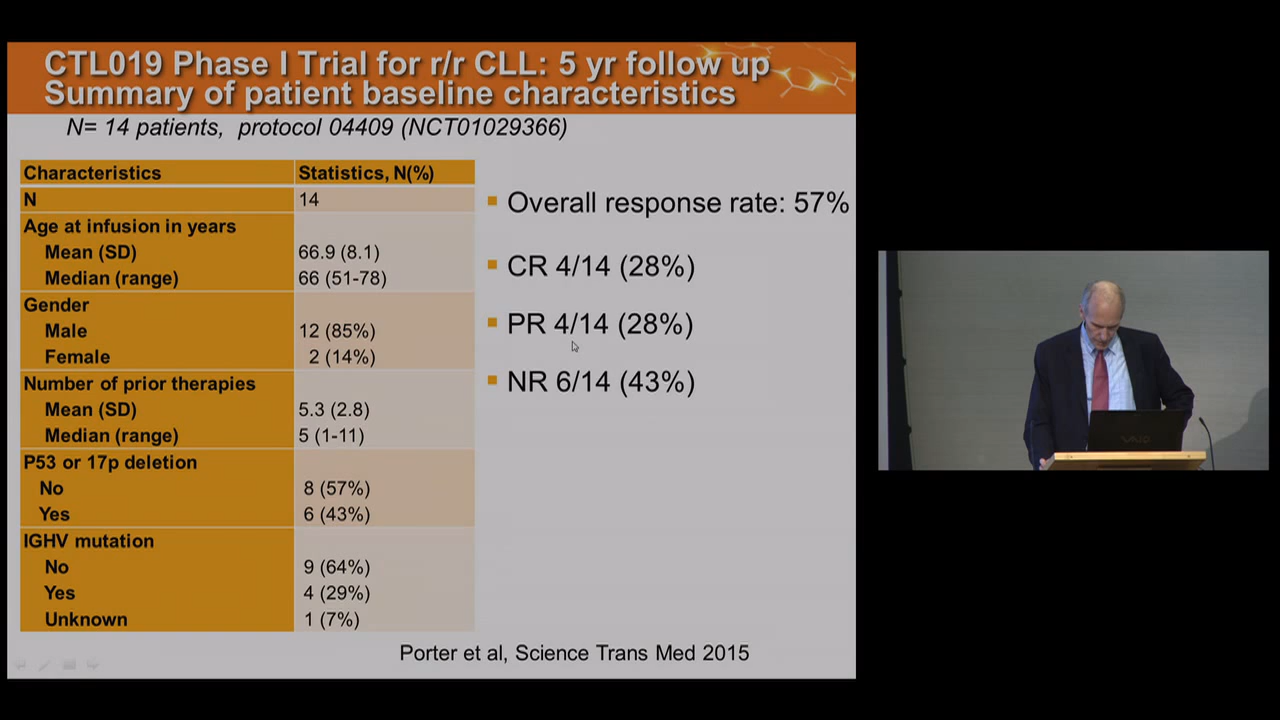 CTL019 Phase I Trial for r/r CLL: 5 yr follow up
Summary of patient baseline characteristics
N= 14 patients, protocol 04409 (NCT01029366)
Characteristics Statistics, N(%)
N 14
Age at infusion in years
Mean (SD) 66.9 (8.1)
Median (range) 66 (51-78)
Gender
Male 12 (85%)
Female 2 (14%)
Number of prior therapies
Mean (SD) 5.3 (2.8)
Median (range) 5 (1-11)
P53 or 17p deletion
No 8 (57%)
Yes 6 (43%)
IGHV mutation
No 9 (64%)
Yes 4 (29%)
Unknown 1 (7%)
Overall response rate: 57%
CR 4/14 (28%)
PR 4/14 (28%)
NR 6/14 (43%)
Porter et al, Science Trans Med 2015
VAIO